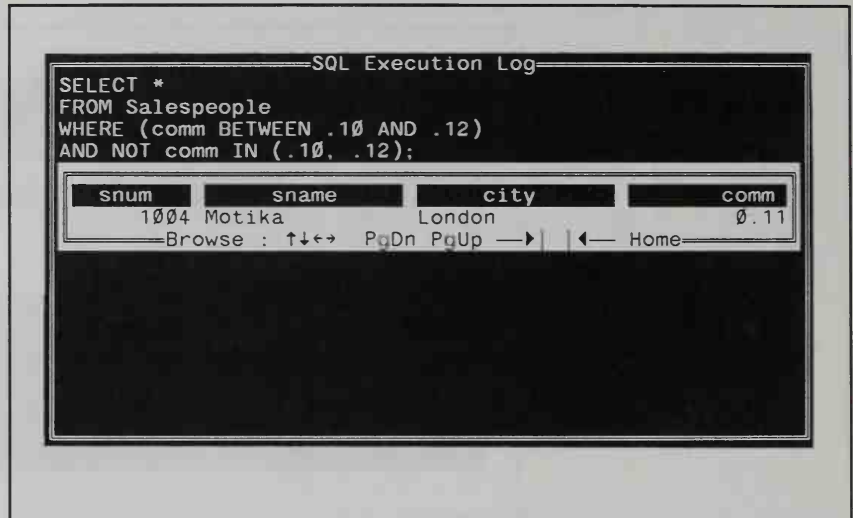 SQL Execution Log
SELECT *
FROM Salespeople
WHERE (comm BETWEEN .10 AND .12)
AND NOT comm IN (.10, .12);
snum sname city comm
1004 Motika London 0.11
Browse : ↑↓←→ PgDn PgUp —▶| |◀— Home